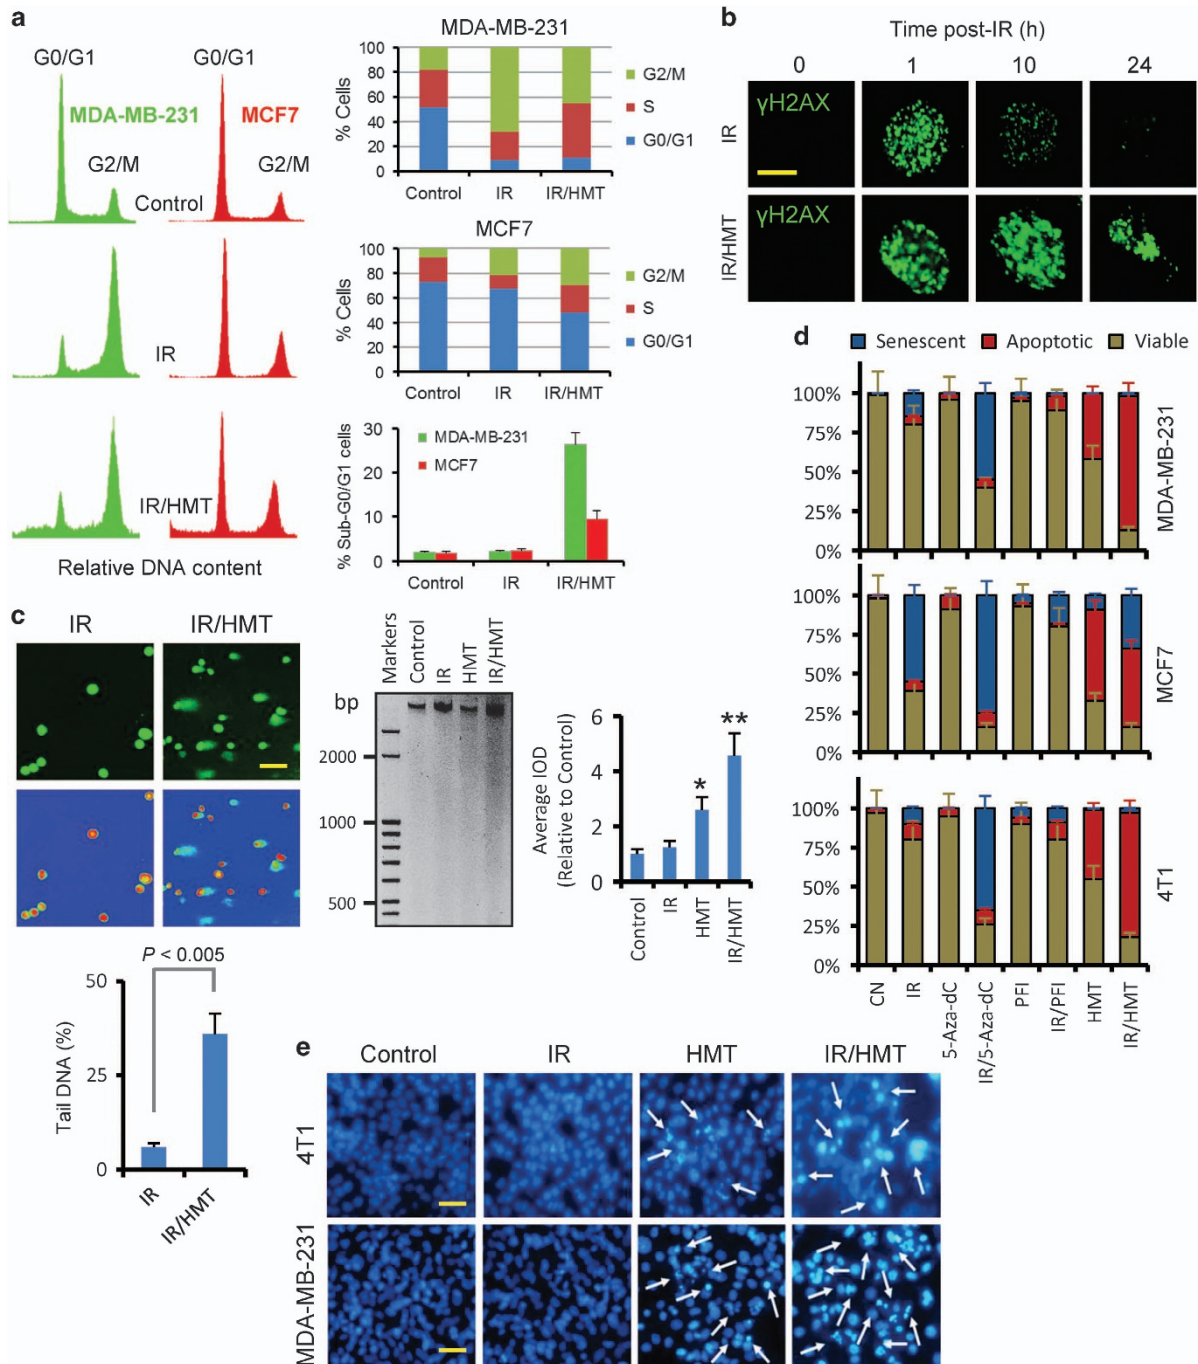 a
G0/G1
G0/G1
MDA-MB-231
MCF7
G2/M
G2/M
Control
IR
IR/HMT
Relative DNA content
MDA-MB-231
% Cells
100
80
60
40
20
0
Control
IR
IR/HMT
G2/M
S
G0/G1
MCF7
% Cells
100
80
60
40
20
0
Control
IR
IR/HMT
G2/M
S
G0/G1
% Sub-G0/G1 cells
30
20
10
0
MDA-MB-231
MCF7
Control
IR
IR/HMT
b
Time post-IR (h)
0
1
10
24
IR
γH2AX
IR/HMT
γH2AX
c
IR
IR/HMT
P < 0.005
Tail DNA (%)
50
25
0
IR
IR/HMT
Markers
Control
IR
HMT
IR/HMT
bp
2000
1000
500
Average IOD
(Relative to Control)
6
4
2
0
*
**
Control
IR
HMT
IR/HMT
d
Senescent
Apoptotic
Viable
100%
75%
50%
25%
0%
MDA-MB-231
100%
75%
50%
25%
0%
MCF7
100%
75%
50%
25%
0%
4T1
CN
IR
5-Aza-dC
IR/5-Aza-dC
PFI
IR/PFI
HMT
IR/HMT
e
Control
IR
HMT
IR/HMT
4T1
MDA-MB-231